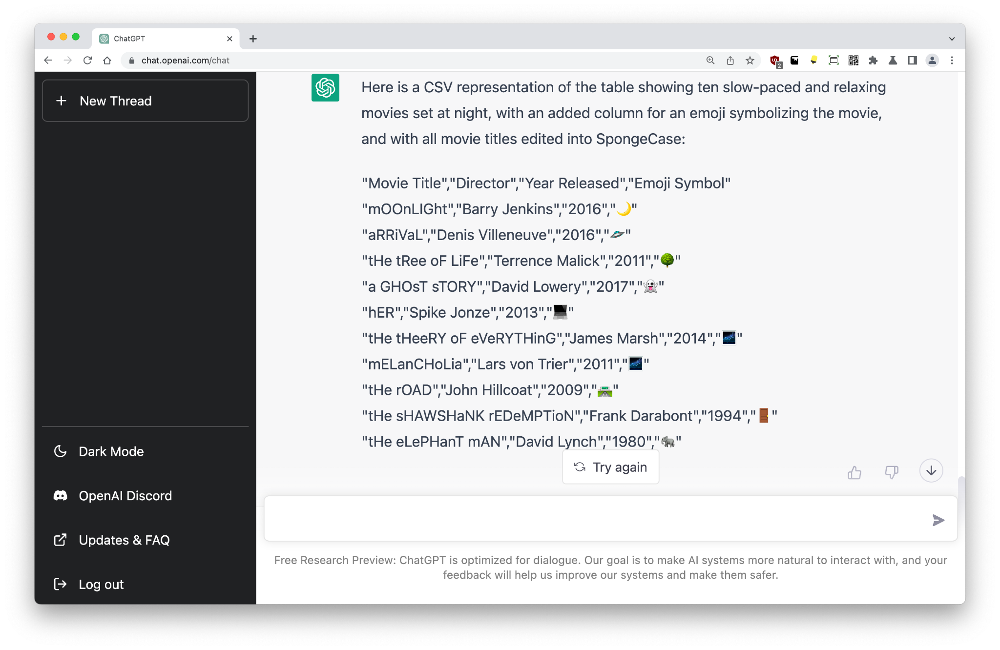 ChatGPT
chat.openai.com/chat
2
New Thread
Dark Mode
OpenAI Discord
Updates & FAQ
Log out
Here is a CSV representation of the table showing ten slow-paced and relaxing
movies set at night, with an added column for an emoji symbolizing the movie,
and with all movie titles edited into SpongeCase:
"Movie Title","Director","Year Released","Emoji Symbol"
"mOOnLIGht","Barry Jenkins","2016","🌙"
"aRRiVaL","Denis Villeneuve","2016","🛸"
"tHe tRee oF LiFe","Terrence Malick","2011","🌳"
"a GHOsT sTORY","David Lowery","2017","👻"
"hER","Spike Jonze","2013","💻"
"tHe tHeeRY oF eVeRYTHinG","James Marsh","2014","🌌"
"mELanCHoLia","Lars von Trier","2011","🌌"
"tHe rOAD","John Hillcoat","2009","🛣️"
"tHe sHAWSHaNK rEDeMPTioN","Frank Darabont","1994","🚪"
"tHe eLePHanT mAN","David Lynch","1980","🐘"
Try again
Free Research Preview: ChatGPT is optimized for dialogue. Our goal is to make AI systems more natural to interact with, and your
feedback will help us improve our systems and make them safer.